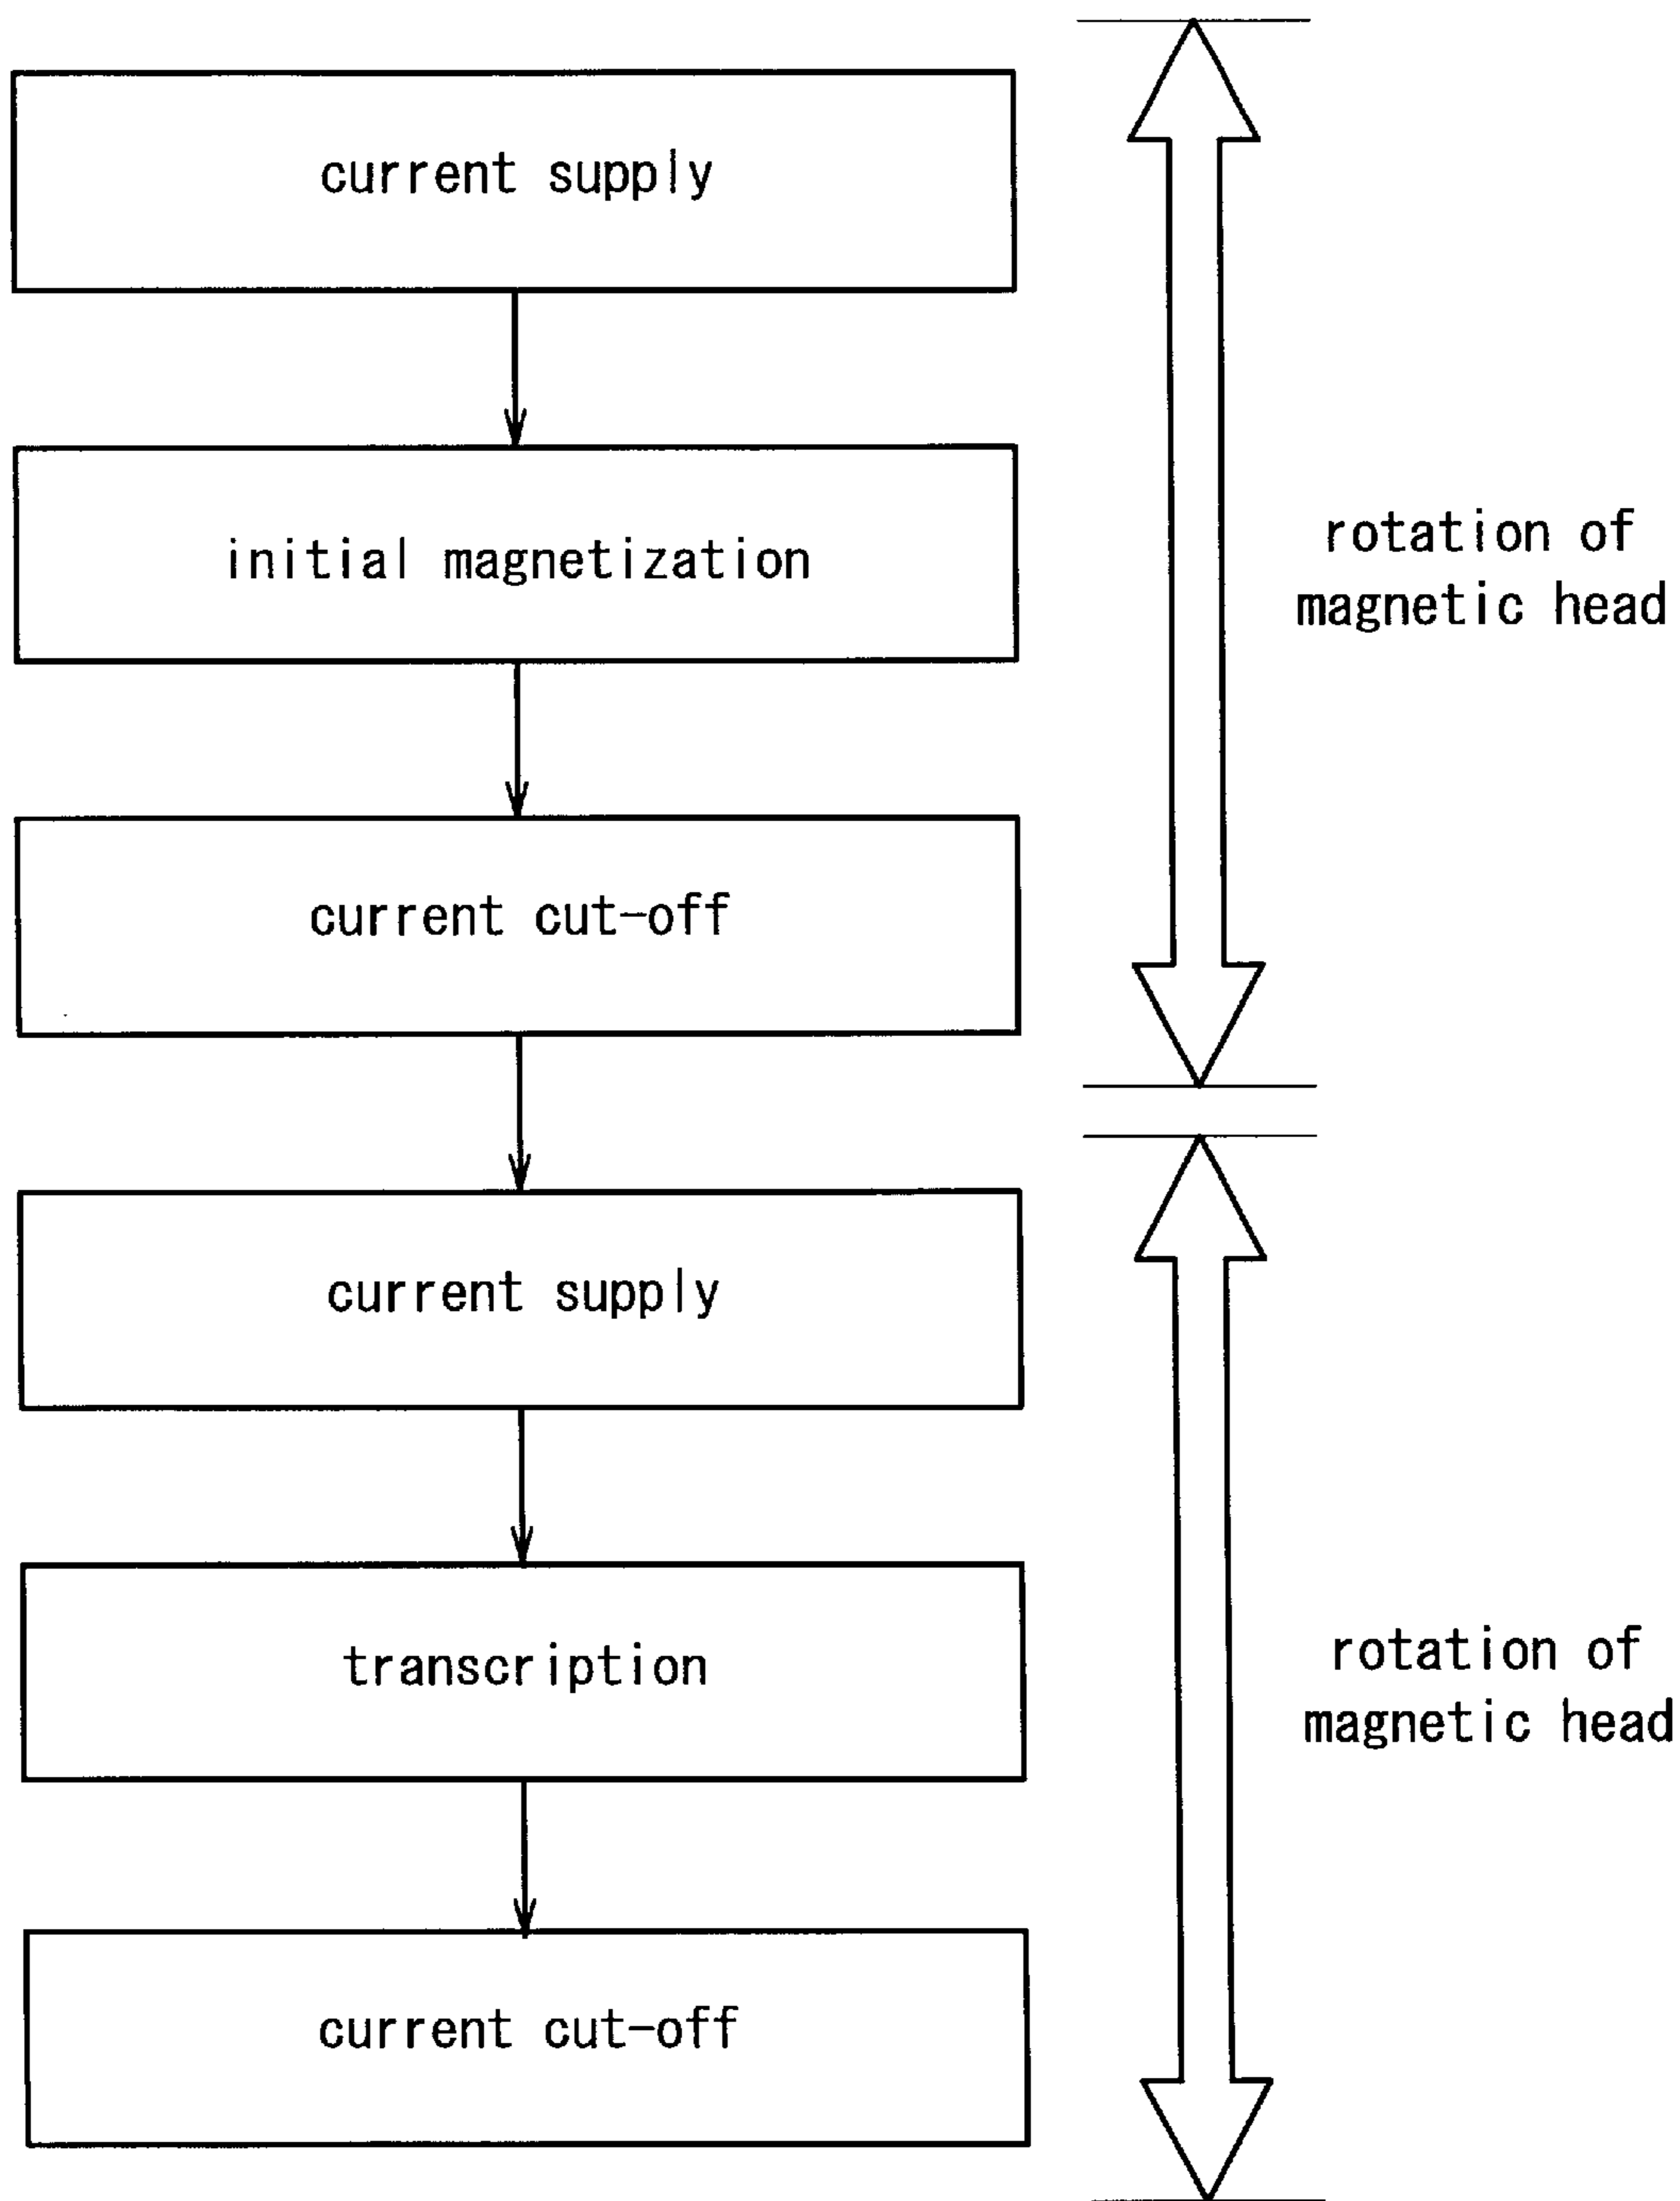 current supply
initial magnetization
rotation of
magnetic head
current cut-off
current supply
transcription
rotation of
magnetic head
current cut-off